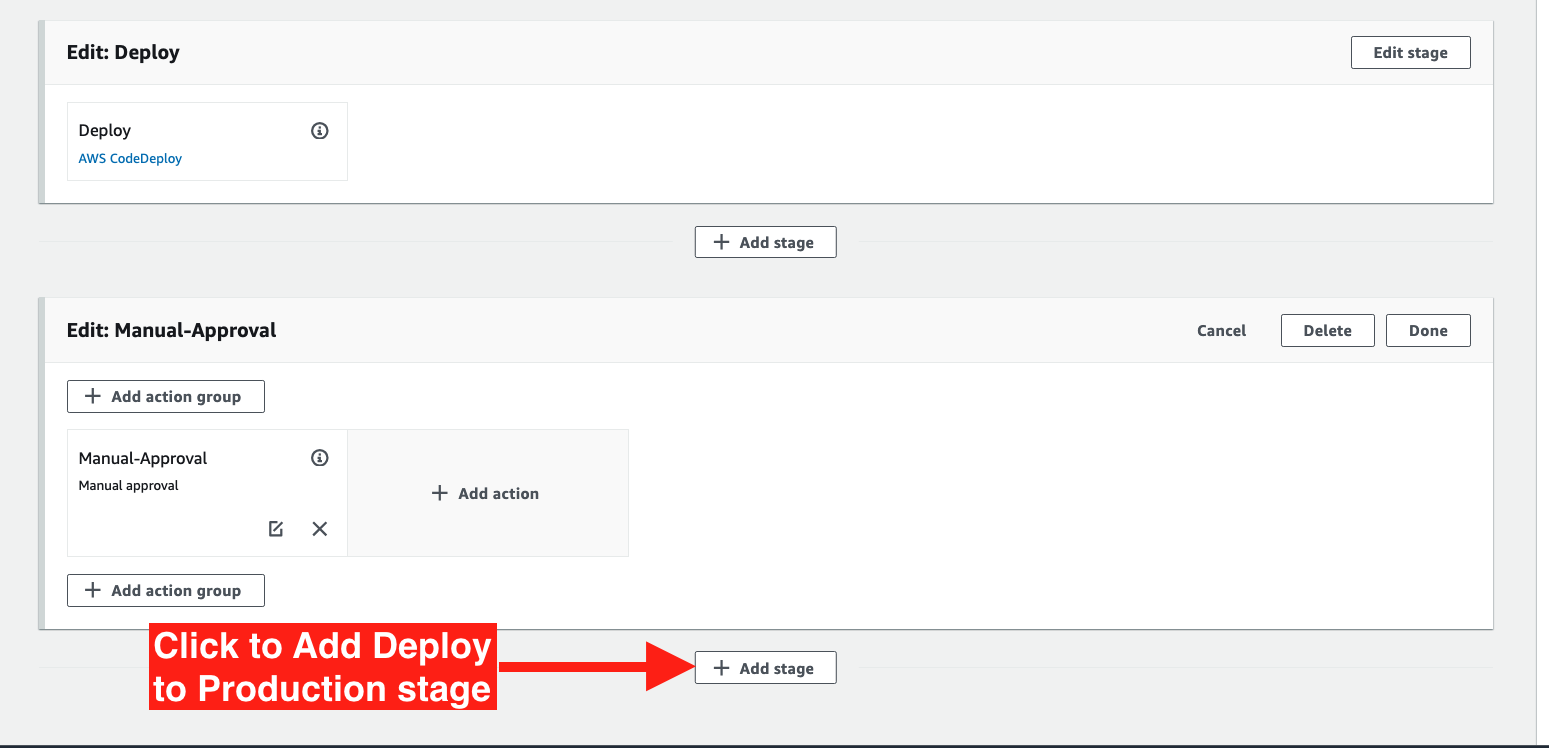 Edit: Deploy
Edit stage
Deploy
AWS CodeDeploy
Add stage
Edit: Manual-Approval
Cancel
Delete
Done
Add action group
Manual-Approval
Manual approval
Add action
Add action group
Click to Add Deploy
to Production stage
Add stage